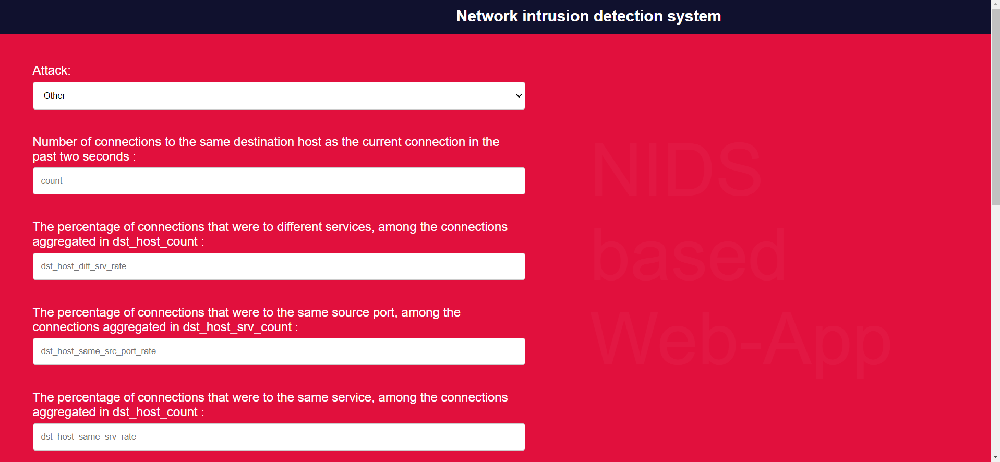 Network intrusion detection system
Attack:
Other
Number of connections to the same destination host as the current connection in the
past two seconds :
count
The percentage of connections that were to different services, among the connections
aggregated in dst_host_count :
dst_host_diff_srv_rate
The percentage of connections that were to the same source port, among the
connections aggregated in dst_host_srv_count :
dst_host_same_src_port_rate
The percentage of connections that were to the same service, among the connections
aggregated in dst_host_count :
dst_host_same_srv_rate
NIDS
based
Web-App